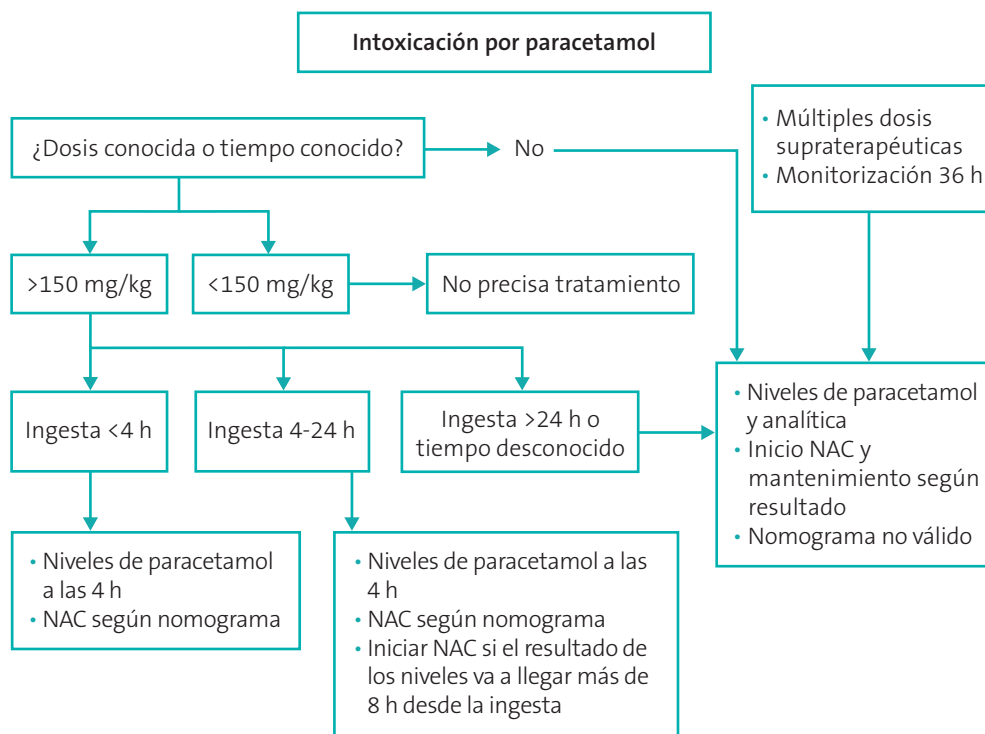 Intoxicación por paracetamol
¿Dosis conocida o tiempo conocido?
No
• Múltiples dosis
supraterapéuticas
• Monitorización 36 h
>150 mg/kg
<150 mg/kg
No precisa tratamiento
Ingesta <4 h
Ingesta 4-24 h
Ingesta >24 h o
tiempo desconocido
• Niveles de paracetamol
y analítica
• Inicio NAC y
mantenimiento según
resultado
• Nomograma no válido
• Niveles de paracetamol
a las 4 h
• NAC según nomograma
• Niveles de paracetamol a las
4 h
• NAC según nomograma
• Iniciar NAC si el resultado de
los niveles va a llegar más de
8 h desde la ingesta